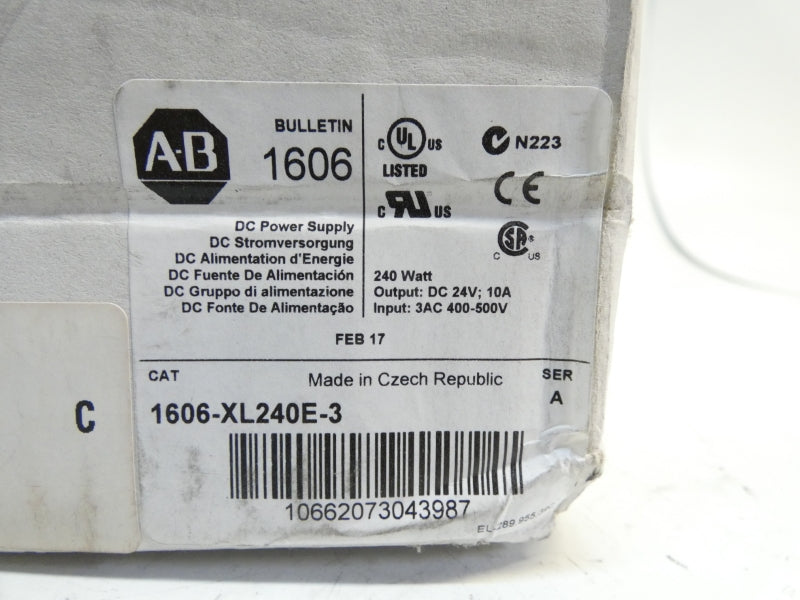 A-B
BULLETIN
1606
DC Power Supply
DC Stromversorgung
DC Alimentation d'Energie
DC Fuente De Alimentación
DC Gruppo di alimentazione
DC Fonte De Alimentação
C UL US
LISTED
C US
N223
CE
SA
C US
240 Watt
Output: DC 24V; 10A
Input: 3AC 400-500V
FEB 17
CAT
Made in Czech Republic
SER
A
1606-XL240E-3
10662073043987
C